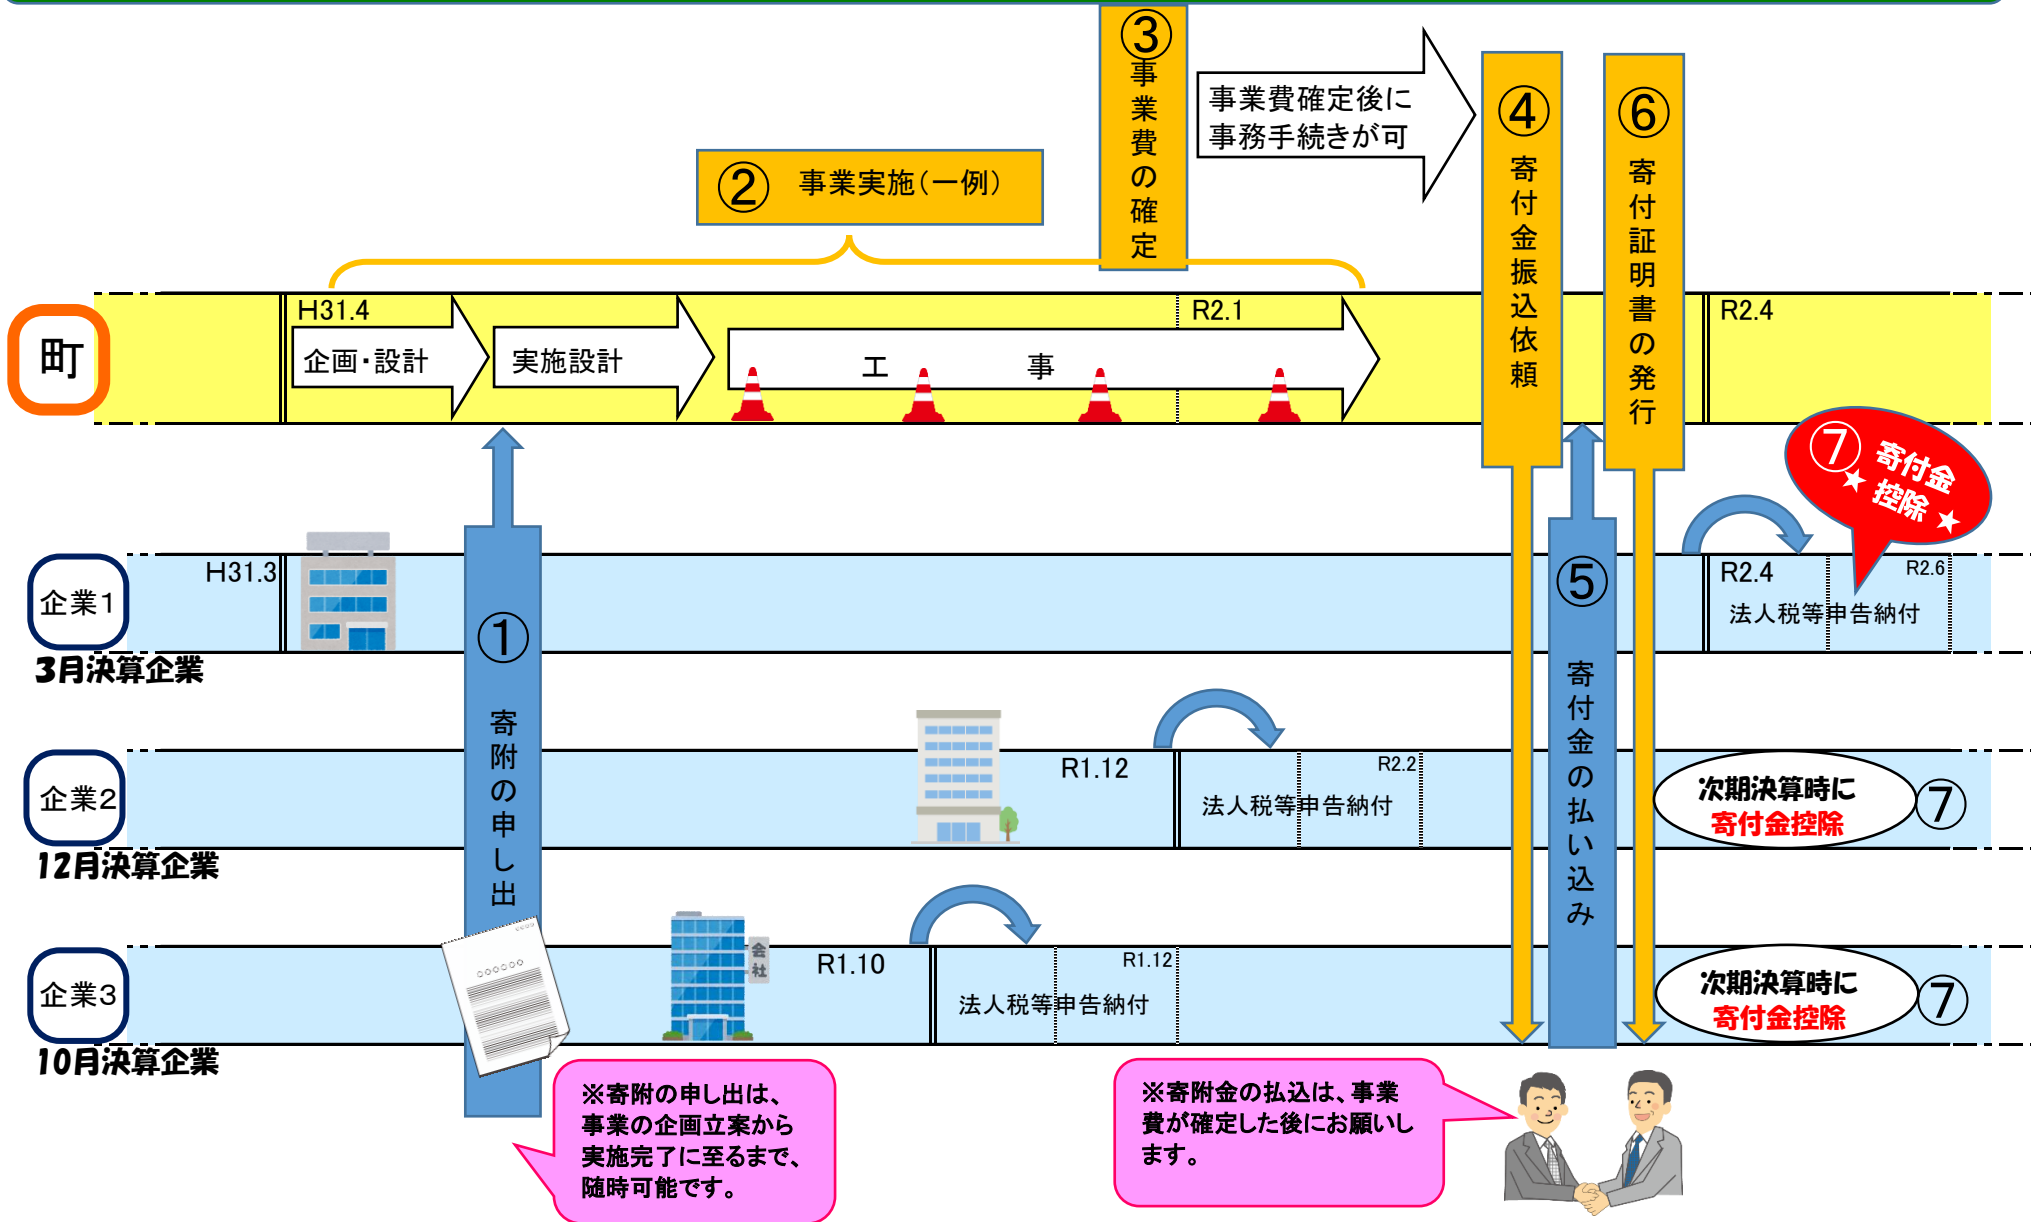 ③
事業費の確定
事業費確定後に
事務手続きが可
④
寄付金振込依頼
⑥
寄付証明書の発行
② 事業実施(一例)
町
H31.4
R2.1
R2.4
企画・設計
実施設計
工 事
⑦ 寄付金
★ 控除 ★
企業1
H31.3
R2.4
R2.6
法人税等申告納付
3月決算企業
①
寄附の申し出
⑤
寄付金の払い込み
企業2
R1.12
R2.2
法人税等申告納付
次期決算時に
寄付金控除
⑦
12月決算企業
企業3
会社
R1.10
R1.12
法人税等申告納付
次期決算時に
寄付金控除
⑦
10月決算企業
※寄附の申し出は、
事業の企画立案から
実施完了に至るまで、
随時可能です。
※寄附金の払込は、事業
費が確定した後にお願いし
ます。